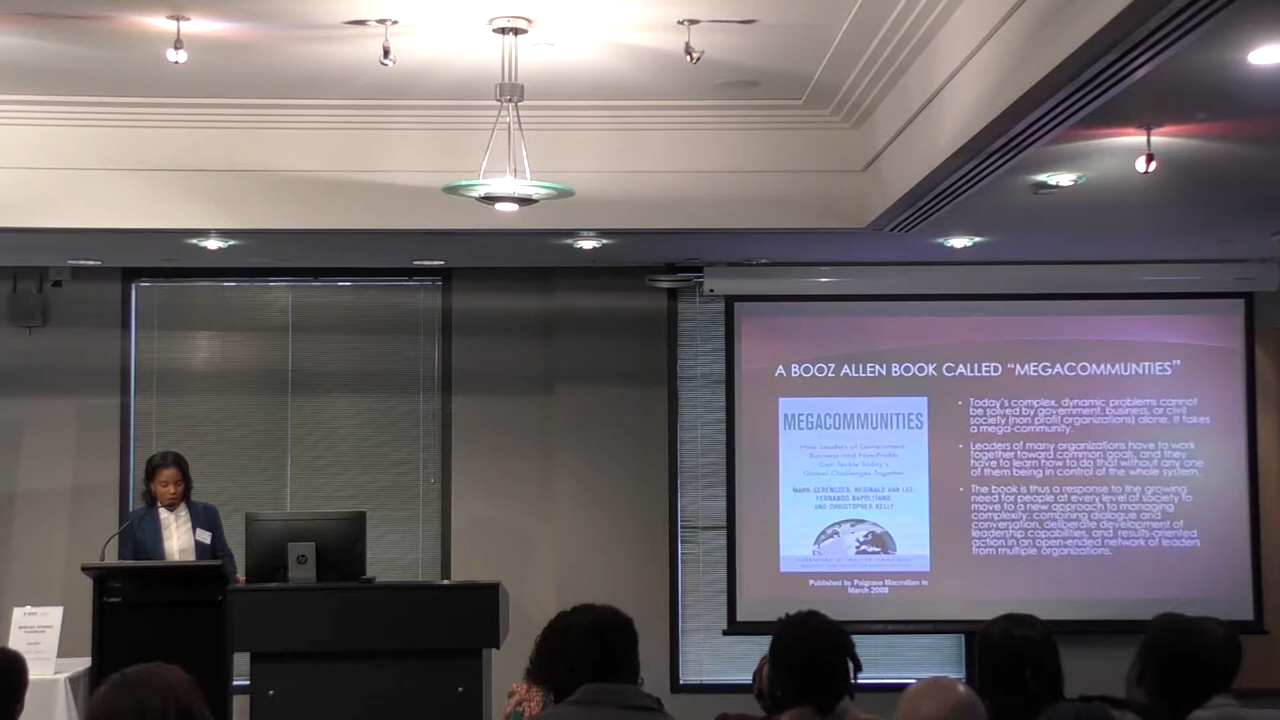 A BOOZ ALLEN BOOK CALLED “MEGACOMMUNTIES”
MEGACOMMUNITIES
How Leaders of Government,
Business and Non-Profits
Can Tackle Today's
Global Challenges Together
MARK GERENCSER, REGINALD VAN LEE,
FERNANDO NAPOLITANO,
AND CHRISTOPHER KELLY
Published by Palgrave Macmillan in
March 2008
• Today's complex, dynamic problems cannot
be solved by government, business, or civil
society (non profit organizations) alone. It takes
a mega-community.
• Leaders of many organizations have to work
together toward common goals, and they
have to learn how to do that without any one
of them being in control of the whole system.
• The book is thus a response to the growing
need for people at every level of society to
move to a new approach to managing
complexity: combining dialogue and
conversation, deliberate development of
leadership capabilities, and results-oriented
action in an open-ended network of leaders
from multiple organizations.
hp